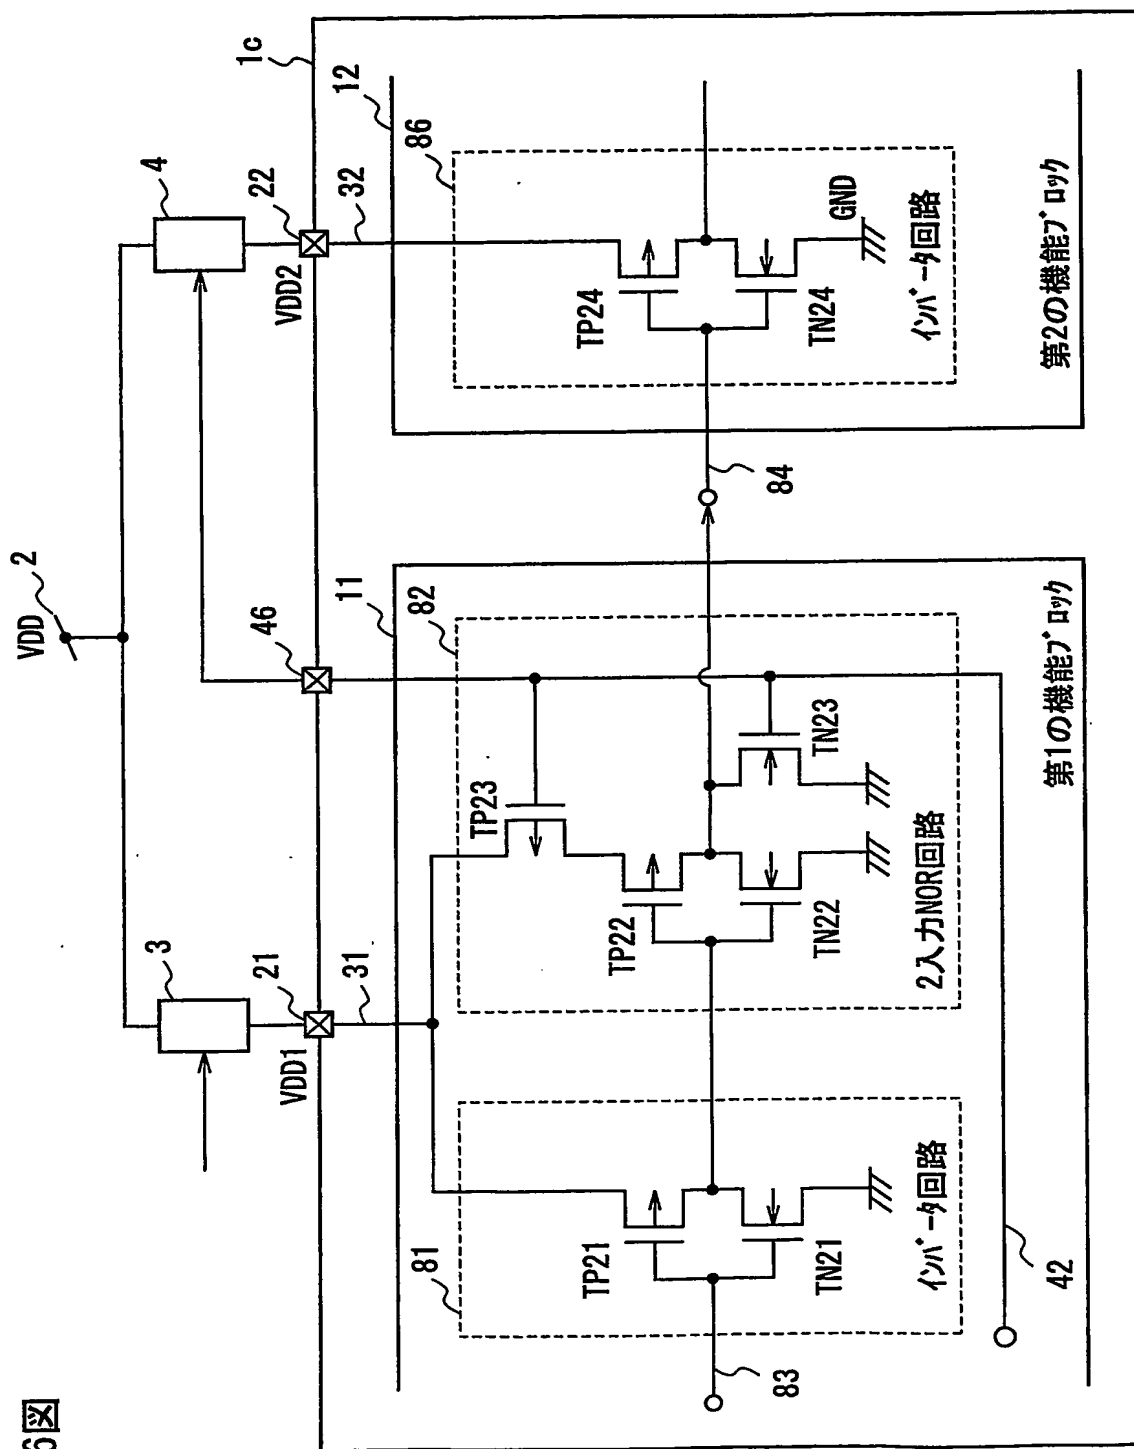 6図
VDD
2
3
4
21
VDD1
46
22
VDD2
1c
31
11
32
12
81
82
86
TP21
TN21
インバータ回路
TP23
TP22
TN22
TN23
2入力NOR回路
TP24
TN24
GND
インバータ回路
83
84
42
第1の機能ブロック
第2の機能ブロック